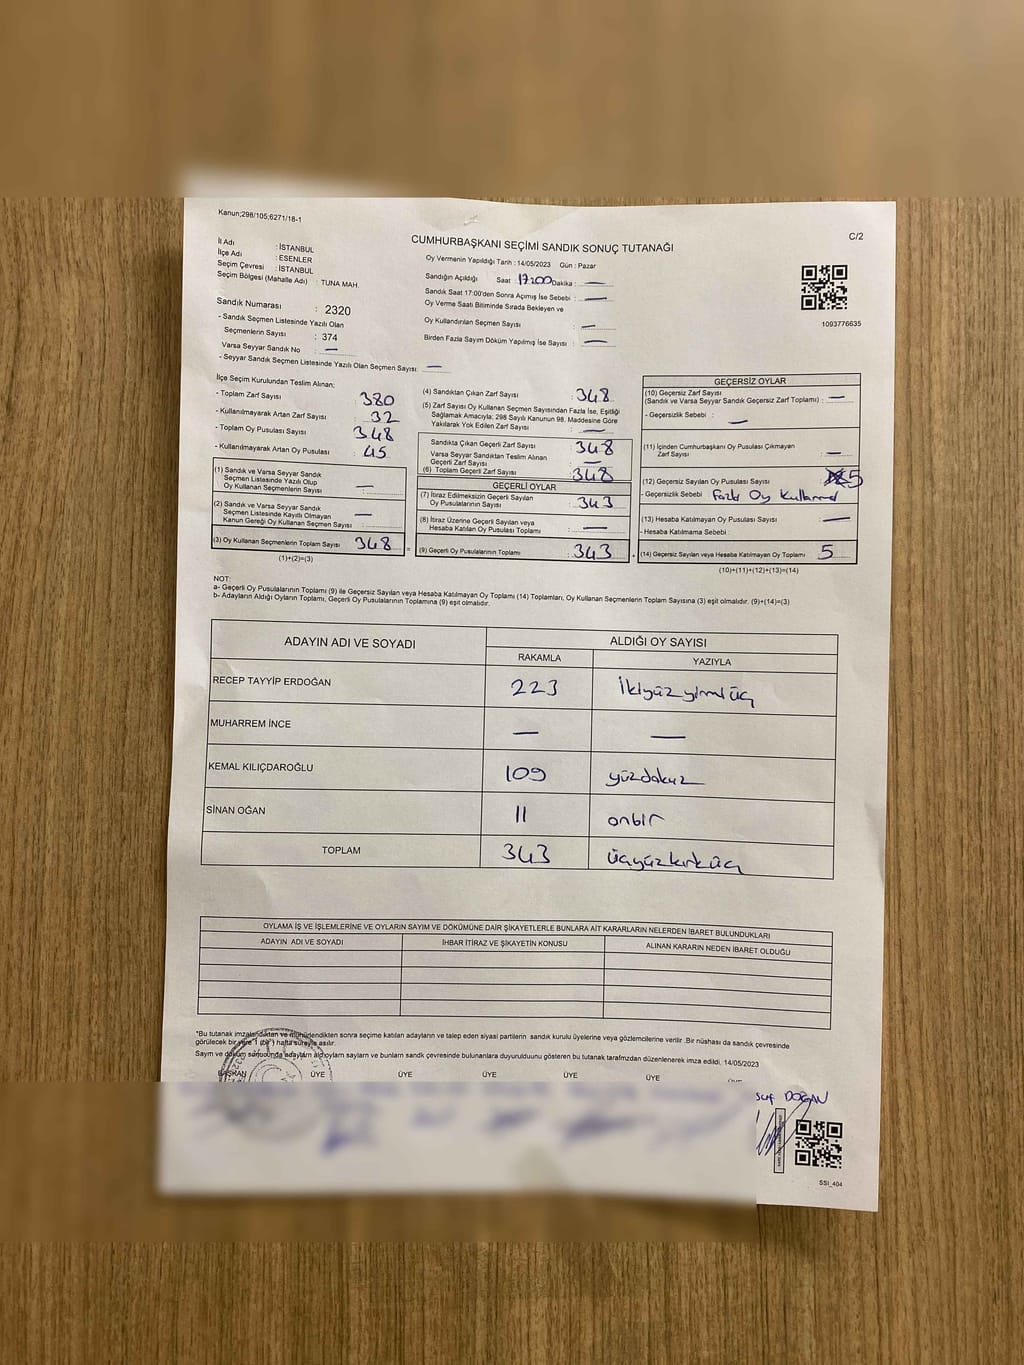 Kanun;298/105;6271/18-1
C/2
CUMHURBAŞKANI SEÇİMİ SANDIK SONUÇ TUTANAĞI
İl Adı : İSTANBUL
İlçe Adı : ESENLER
Seçim Çevresi : İSTANBUL
Seçim Bölgesi (Mahalle Adı) : TUNA MAH.
Sandık Numarası : 2320
- Sandık Seçmen Listesinde Yazılı Olan
Seçmenlerin Sayısı : 374
Varsa Seyyar Sandık No : —
- Seyyar Sandık Seçmen Listesinde Yazılı Olan Seçmen Sayısı: —
Oy Vermenin Yapıldığı Tarih : 14/05/2023 Gün : Pazar
Sandığın Açıldığı Saat : 17:00 Dakika : —
Sandık Saat 17:00'den Sonra Açılmış İse Sebebi : —
Oy Verme Saati Bitiminde Sırada Bekleyen ve
Oy Kullandırılan Seçmen Sayısı : —
Birden Fazla Sayım Döküm Yapılmış İse Sayısı : —
1093776635
İlçe Seçim Kurulundan Teslim Alınan;
- Toplam Zarf Sayısı : 380
- Kullanılmayarak Artan Zarf Sayısı : 32
- Toplam Oy Pusulası Sayısı : 348
- Kullanılmayarak Artan Oy Pusulası : 45
(1) Sandık ve Varsa Seyyar Sandık
Seçmen Listesinde Yazılı Olup
Oy Kullanan Seçmenlerin Sayısı : —
(2) Sandık ve Varsa Seyyar Sandık
Seçmen Listesinde Kayıtlı Olmayan
Kanun Gereği Oy Kullanan Seçmen Sayısı : —
(3) Oy Kullanan Seçmenlerin Toplam Sayısı : 348
(1)+(2)=(3)
(4) Sandıktan Çıkan Zarf Sayısı : 348
(5) Zarf Sayısı Oy Kullanan Seçmen Sayısından Fazla İse, Eşitliği
Sağlamak Amacıyla; 298 Sayılı Kanunun 98. Maddesine Göre
Yakılarak Yok Edilen Zarf Sayısı : —
Sandıkta Çıkan Geçerli Zarf Sayısı : 348
Varsa Seyyar Sandıktan Teslim Alınan
Geçerli Zarf Sayısı : —
(6) Toplam Geçerli Zarf Sayısı : 348
GEÇERLİ OYLAR
(7) İtiraz Edilmeksizin Geçerli Sayılan
Oy Pusulalarının Sayısı : 343
(8) İtiraz Üzerine Geçerli Sayılan veya
Hesaba Katılan Oy Pusulası Toplamı : —
(9) Geçerli Oy Pusulalarının Toplamı : 343
GEÇERSİZ OYLAR
(10) Geçersiz Zarf Sayısı
(Sandık ve Varsa Seyyar Sandık Geçersiz Zarf Toplamı) : —
- Geçersizlik Sebebi : —
(11) İçinden Cumhurbaşkanı Oy Pusulası Çıkmayan
Zarf Sayısı : —
(12) Geçersiz Sayılan Oy Pusulası Sayısı : 5
- Geçersizlik Sebebi : Fazla Oy Kullanma
(13) Hesaba Katılmayan Oy Pusulası Sayısı : —
- Hesaba Katılmama Sebebi :
(14) Geçersiz Sayılan veya Hesaba Katılmayan Oy Toplamı : 5
(10)+(11)+(12)+(13)=(14)
NOT:
a- Geçerli Oy Pusulalarının Toplamı (9) ile Geçersiz Sayılan veya Hesaba Katılmayan Oy Toplamı (14) Toplamları, Oy Kullanan Seçmenlerin Toplam Sayısına (3) eşit olmalıdır. (9)+(14)=(3)
b- Adayların Aldığı Oyların Toplamı, Geçerli Oy Pusulalarının Toplamına (9) eşit olmalıdır.
ADAYIN ADI VE SOYADI ALDIĞI OY SAYISI
RAKAMLA YAZIYLA
RECEP TAYYİP ERDOĞAN 223 İkiyüzyirmiüç
MUHARREM İNCE — —
KEMAL KILIÇDAROĞLU 109 yüzdokuz
SİNAN OĞAN 11 onbir
TOPLAM 343 üçyüzkırküç
OYLAMA İŞ VE İŞLEMLERİNE VE OYLARIN SAYIM VE DÖKÜMÜNE DAİR ŞİKAYETLERLE BUNLARA AİT KARARLARIN NELERDEN İBARET BULUNDUKLARI
ADAYIN ADI VE SOYADI İHBAR İTİRAZ VE ŞİKAYETİN KONUSU ALINAN KARARIN NEDEN İBARET OLDUĞU
*Bu tutanak imzalandıktan ve mühürlendikten sonra seçime katılan adayların ve talep eden siyasi partilerin sandık kurulu üyelerine veya gözlemcilerine verilir .Bir nüshası da sandık çevresinde
görülecek bir yere 1 (bir) hafta süreyle asılır.
Sayım ve döküm sonucunda adayların aldığı oyların sayıları ve bunların sandık çevresinde bulunanlara duyurulduğunu gösteren bu tutanak tarafımızdan düzenlenerek imza edildi. 14/05/2023
BAŞKAN ÜYE ÜYE ÜYE ÜYE ÜYE
DOĞAN
SSI_404